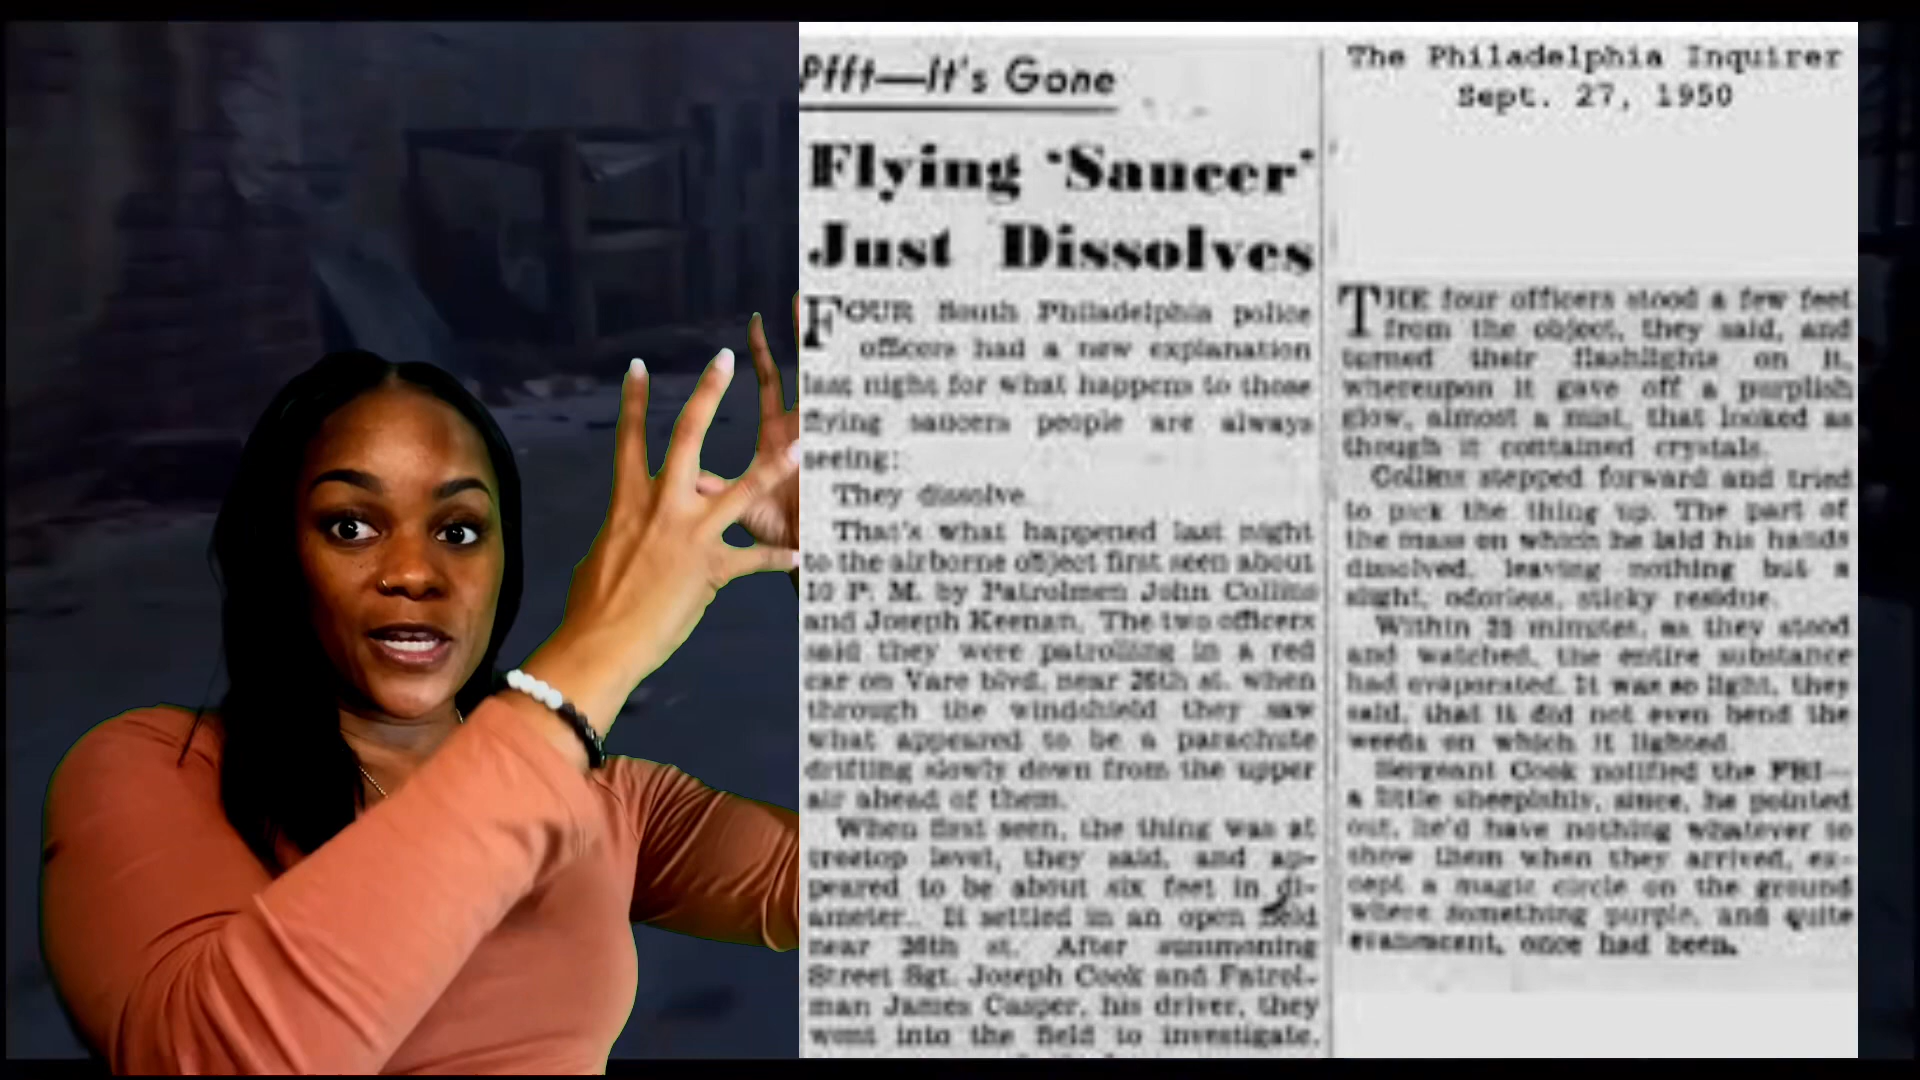 Pfft—It's Gone
Flying 'Saucer'
Just Dissolves
FOUR South Philadelphia police
officers had a new explanation
last night for what happens to those
flying saucers people are always
seeing:
They dissolve.
That's what happened last night
to the airborne object first seen about
10 P. M. by Patrolmen John Collins
and Joseph Keenan. The two officers
said they were patrolling in a red
car on Vare blvd. near 26th st. when
through the windshield they saw
what appeared to be a parachute
drifting slowly down from the upper
air ahead of them.
When first seen, the thing was at
treetop level, they said, and ap-
peared to be about six feet in di-
ameter. It settled in an open field
near 26th st. After summoning
Street Sgt. Joseph Cook and Patrol-
man James Casper, his driver, they
went into the field to investigate.
The Philadelphia Inquirer
Sept. 27, 1950
THE four officers stood a few feet
from the object, they said, and
turned their flashlights on it,
whereupon it gave off a purplish
glow, almost a mist, that looked as
though it contained crystals.
Collins stepped forward and tried
to pick the thing up. The part of
the mass on which he laid his hands
dissolved, leaving nothing but a
slight, odorless, sticky residue.
Within 25 minutes, as they stood
and watched, the entire substance
had evaporated. It was so light, they
said, that it did not even bend the
weeds on which it lighted.
Sergeant Cook notified the FBI—
a little sheepishly, since, he pointed
out, he'd have nothing whatever to
show them when they arrived, ex-
cept a magic circle on the ground
where something purple, and quite
evanescent, once had been.